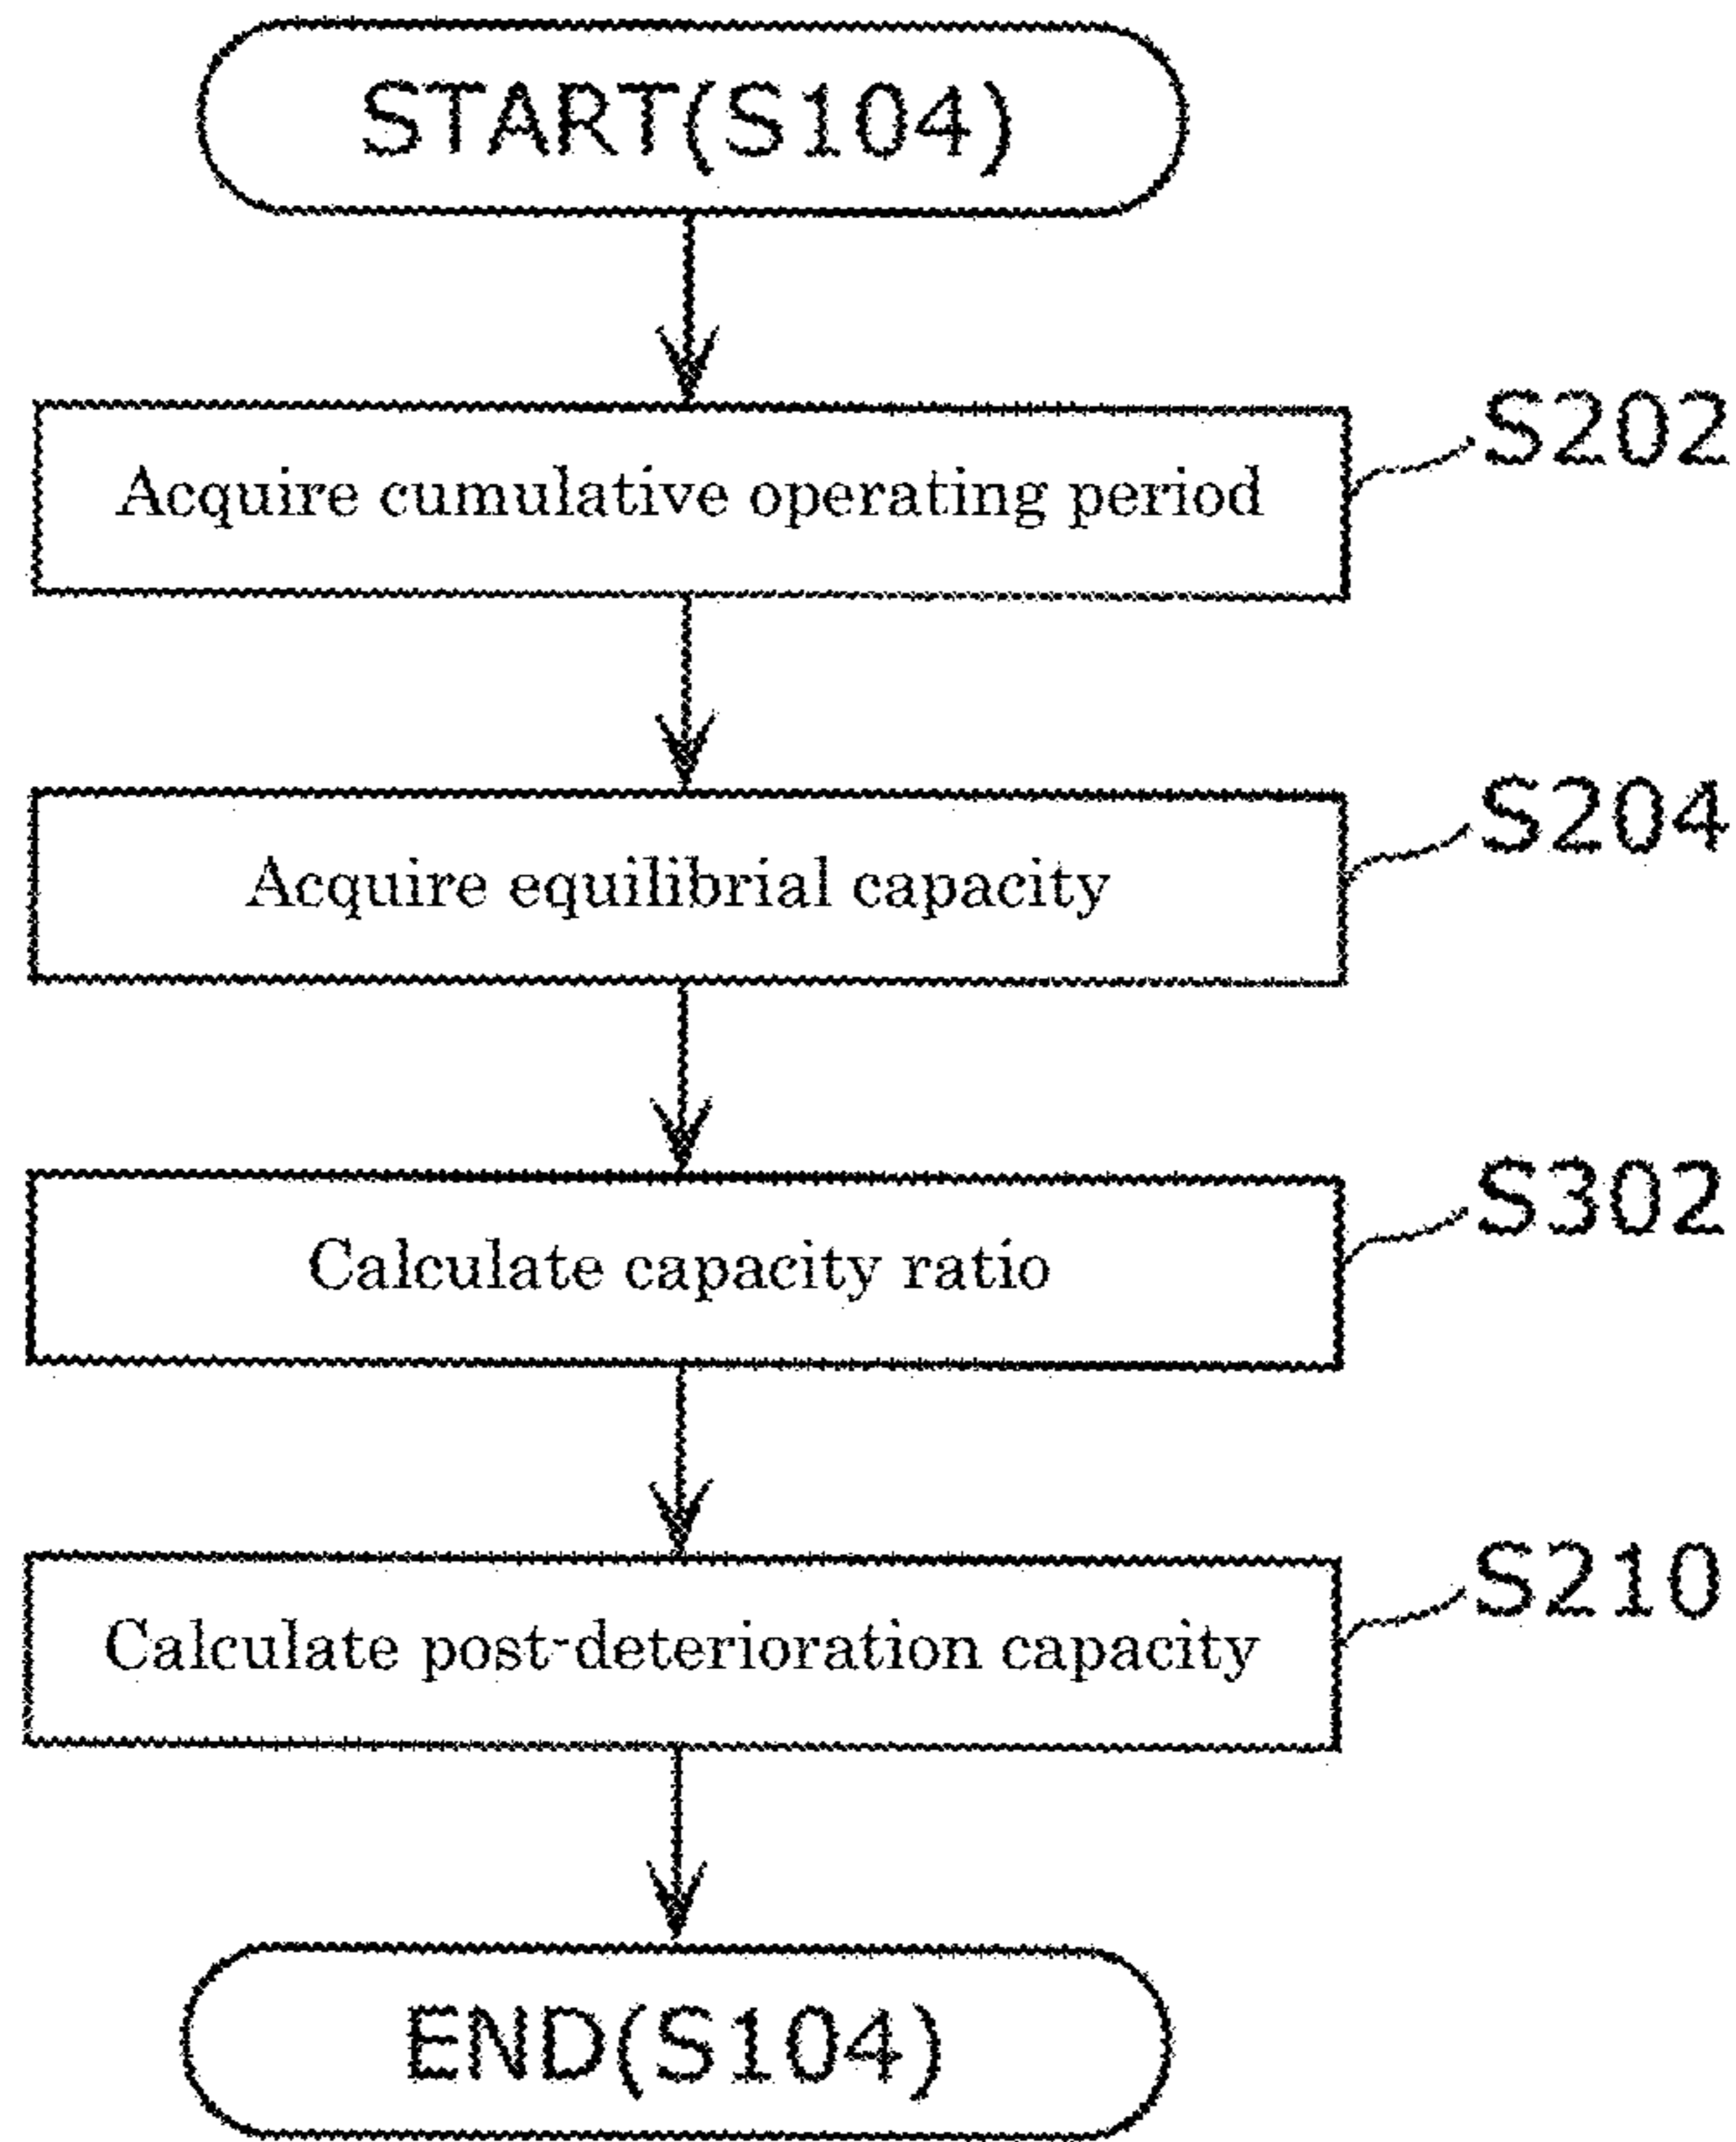 START(S104)
S202
Acquire cumulative operating period
S204
Acquire equilibrial capacity
S302
Calculate capacity ratio
S210
Calculate post-deterioration capacity
END(S104)